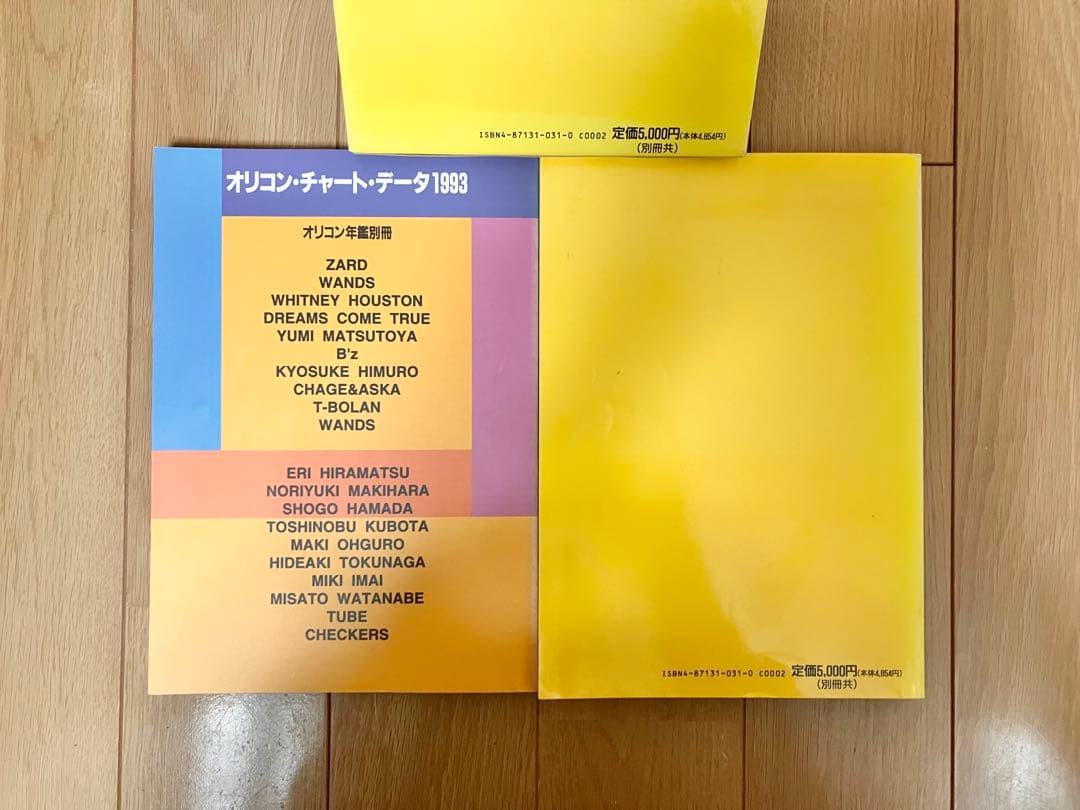 ISBN4-87131-031-0 C0002 定価5,000円(本体4,854円)
(別冊共)
オリコン・チャート・データ1993
オリコン年鑑別冊
ZARD
WANDS
WHITNEY HOUSTON
DREAMS COME TRUE
YUMI MATSUTOYA
B'z
KYOSUKE HIMURO
CHAGE&ASKA
T-BOLAN
WANDS
ERI HIRAMATSU
NORIYUKI MAKIHARA
SHOGO HAMADA
TOSHINOBU KUBOTA
MAKI OHGURO
HIDEAKI TOKUNAGA
MIKI IMAI
MISATO WATANABE
TUBE
CHECKERS
ISBN4-87131-031-0 C0002 定価5,000円(本体4,854円)
(別冊共)